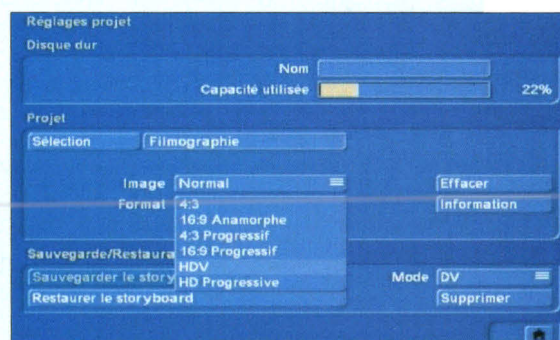 Réglages projet
Disque dur
Nom
Capacité utilisée 22%
Projet
Sélection Filmographie
Image Normal Effacer
Format 4:3 Information
16:9 Anamorphe
4:3 Progressif
16:9 Progressif
Sauvegarde/Restaura
HDV
Sauvegarder le story Mode DV
HD Progressive
Restaurer le storyboard Supprimer